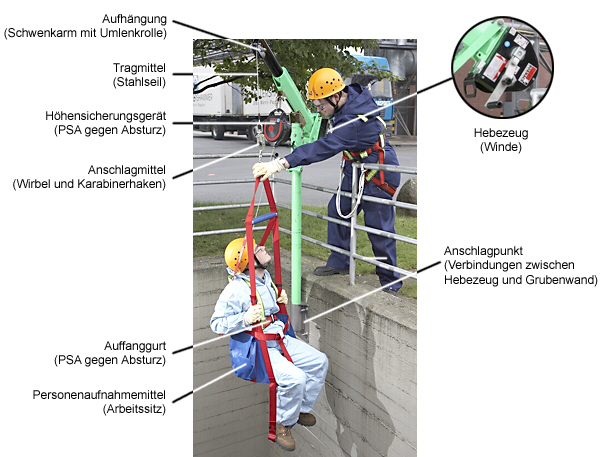 Aufhängung
(Schwenkarm mit Umlenkrolle)
Tragmittel
(Stahlseil)
Höhensicherungsgerät
(PSA gegen Absturz)
Anschlagmittel
(Wirbel und Karabinerhaken)
Hebezeug
(Winde)
Anschlagpunkt
(Verbindungen zwischen
Hebezeug und Grubenwand)
Auffanggurt
(PSA gegen Absturz)
Personenaufnahmemittel
(Arbeitssitz)